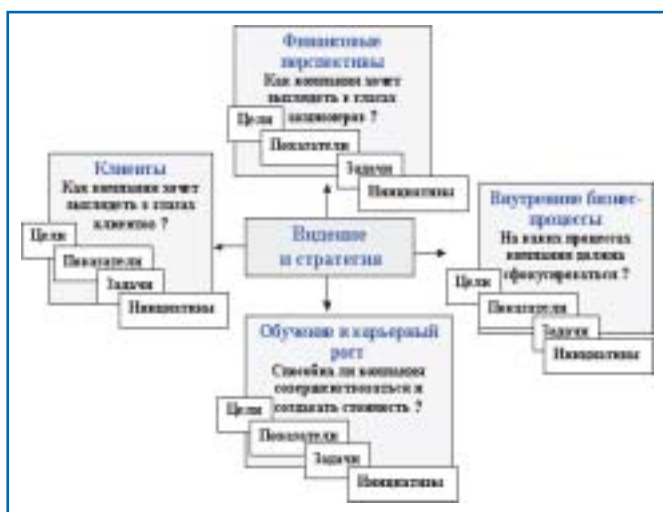 Финансовые
перспективы
Как компания хочет
выглядеть в глазах
акционеров ?
Цели
Показатели
Задачи
Инициативы
Клиенты
Как компания хочет
выглядеть в глазах
клиентов ?
Цели
Показатели
Задачи
Инициативы
Видение
и стратегия
Внутренние бизнес-
процессы
На каких процессах
компания должна
сфокусироваться ?
Цели
Показатели
Задачи
Инициативы
Обучение и карьерный
рост
Способна ли компания
совершенствоваться и
создавать стоимость ?
Цели
Показатели
Задачи
Инициативы